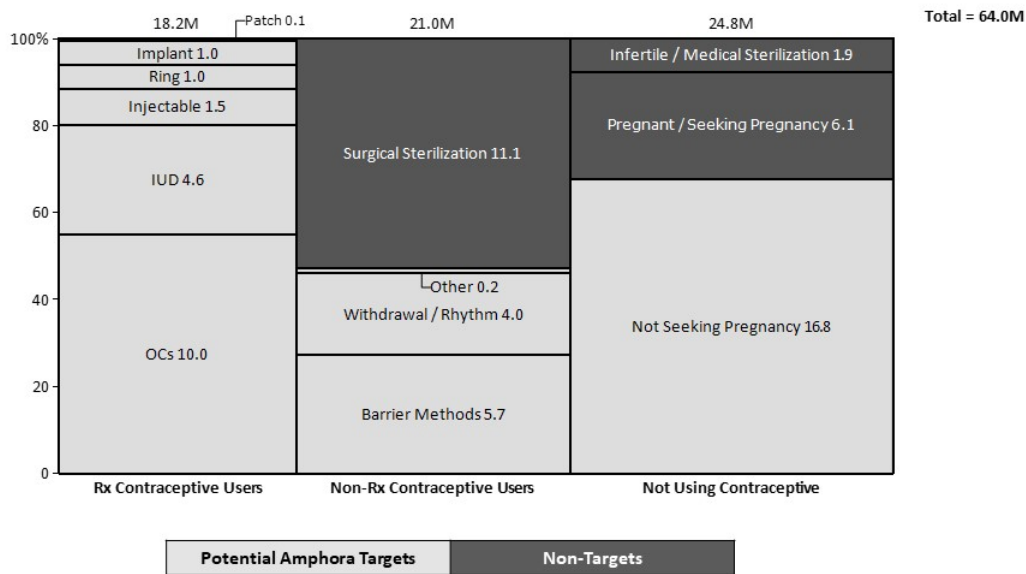 18.2M
Patch 0.1
21.0M
24.8M
Total = 64.0M
100%
80
60
40
20
0
Implant 1.0
Ring 1.0
Injectable 1.5
IUD 4.6
OCs 10.0
Surgical Sterilization 11.1
Other 0.2
Withdrawal / Rhythm 4.0
Barrier Methods 5.7
Infertile / Medical Sterilization 1.9
Pregnant / Seeking Pregnancy 6.1
Not Seeking Pregnancy 16.8
Rx Contraceptive Users
Non-Rx Contraceptive Users
Not Using Contraceptive
Potential Amphora Targets
Non-Targets